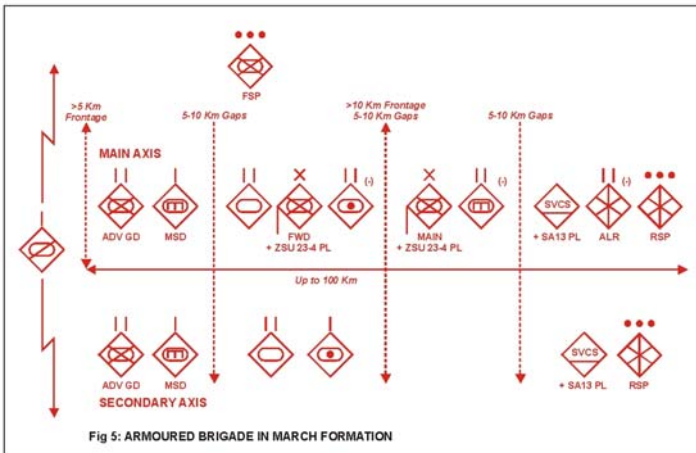 FSP
>5 Km
Frontage
5-10 Km Gaps
>10 Km Frontage
5-10 Km Gaps
5-10 Km Gaps
MAIN AXIS
(-)
(-)
(-)
SVCS
ADV GD
MSD
FWD
+ ZSU 23-4 PL
MAIN
+ ZSU 23-4 PL
+ SA13 PL
ALR
RSP
Up to 100 Km
SVCS
ADV GD
MSD
+ SA13 PL
RSP
SECONDARY AXIS
Fig 5: ARMOURED BRIGADE IN MARCH FORMATION